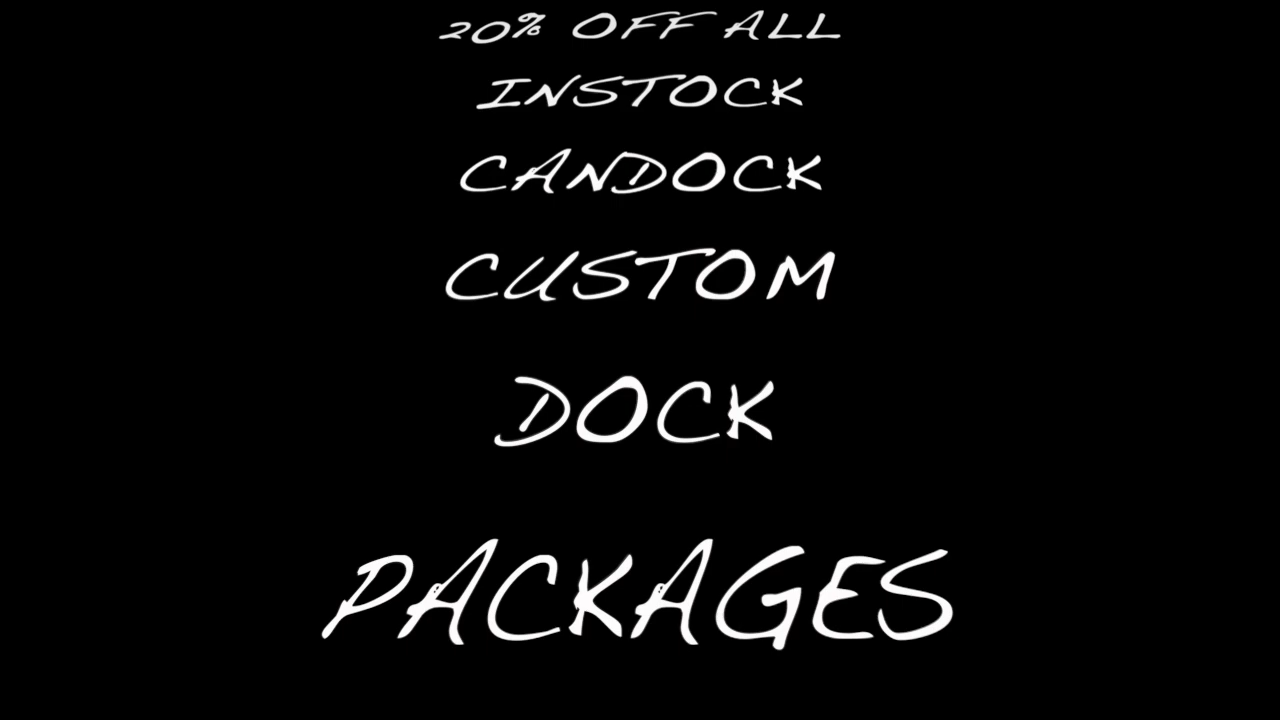 20% OFF ALL
INSTOCK
CANDOCK
CUSTOM
DOCK
PACKAGES